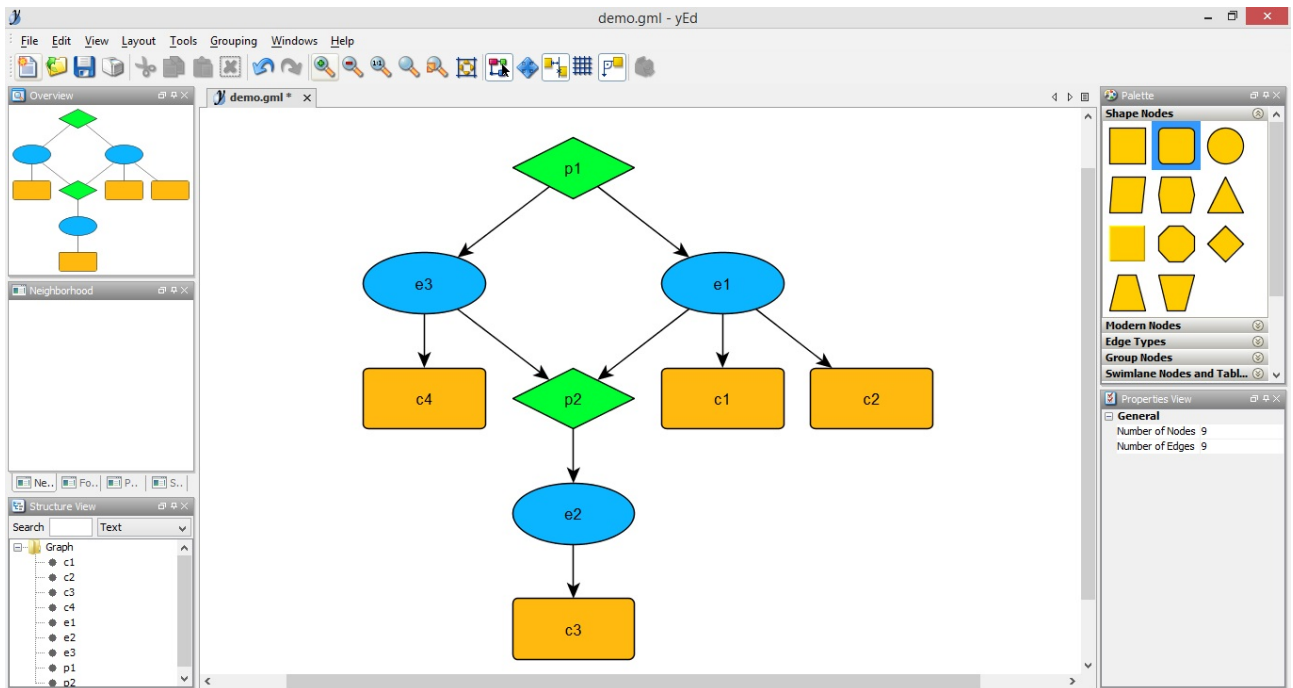 demo.gml - yEd
File Edit View Layout Tools Grouping Windows Help
1:1
Overview
demo.gml *
Palette
Shape Nodes
p1
e3
e1
Neighborhood
Modern Nodes
Edge Types
Group Nodes
Swimlane Nodes and Tabl...
c4
p2
c1
c2
Properties View
General
Number of Nodes 9
Number of Edges 9
Ne.. Fo.. P.. S..
Structure View
Search Text
Graph
c1
c2
c3
c4
e1
e2
e3
p1
p2
e2
c3